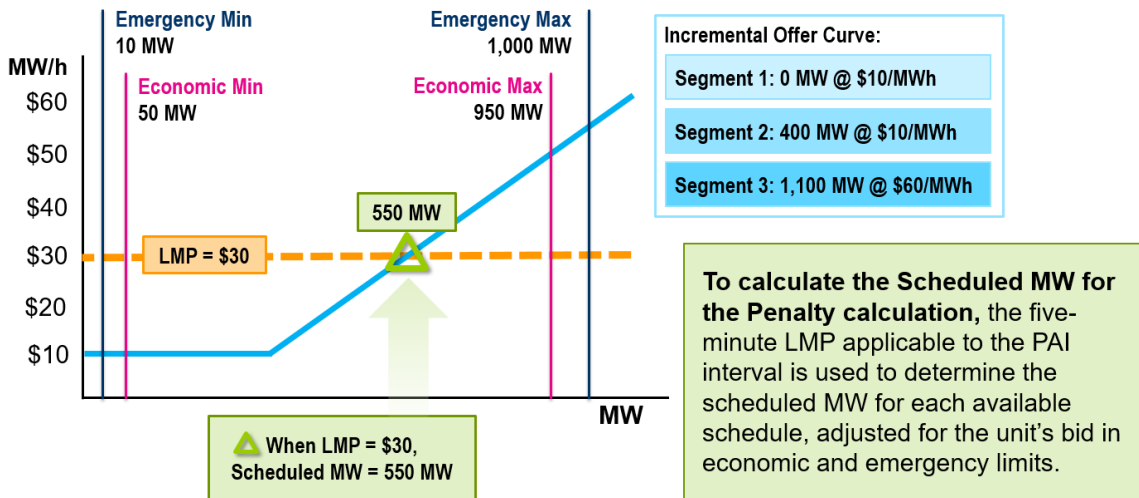 Emergency Min
10 MW
Emergency Max
1,000 MW
MW/h
Economic Min
50 MW
Economic Max
950 MW
$60
$50
$40
$30
$20
$10
550 MW
LMP = $30
MW
When LMP = $30,
Scheduled MW = 550 MW
Incremental Offer Curve:
Segment 1: 0 MW @ $10/MWh
Segment 2: 400 MW @ $10/MWh
Segment 3: 1,100 MW @ $60/MWh
To calculate the Scheduled MW for
the Penalty calculation, the five-
minute LMP applicable to the PAI
interval is used to determine the
scheduled MW for each available
schedule, adjusted for the unit’s bid in
economic and emergency limits.